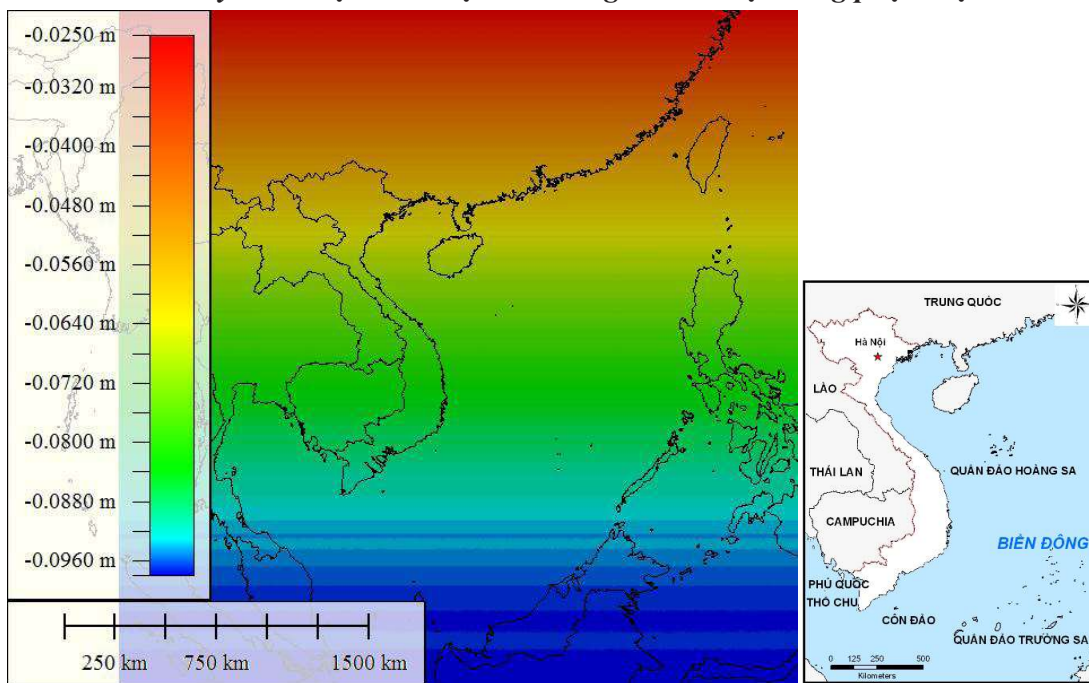 -0.0250 m
-0.0320 m
-0.0400 m
-0.0480 m
-0.0560 m
-0.0640 m
-0.0720 m
-0.0800 m
-0.0880 m
-0.0960 m
250 km 750 km 1500 km
TRUNG QUỐC
Hà Nội
LÀO
THÁI LAN
QUẦN ĐẢO HOÀNG SA
CAMPUCHIA
BIỂN ĐÔNG
PHÚ QUỐC
THỔ CHU
CÔN ĐẢO
QUẦN ĐẢO TRƯỜNG SA
0 125 250 500
Kilometers